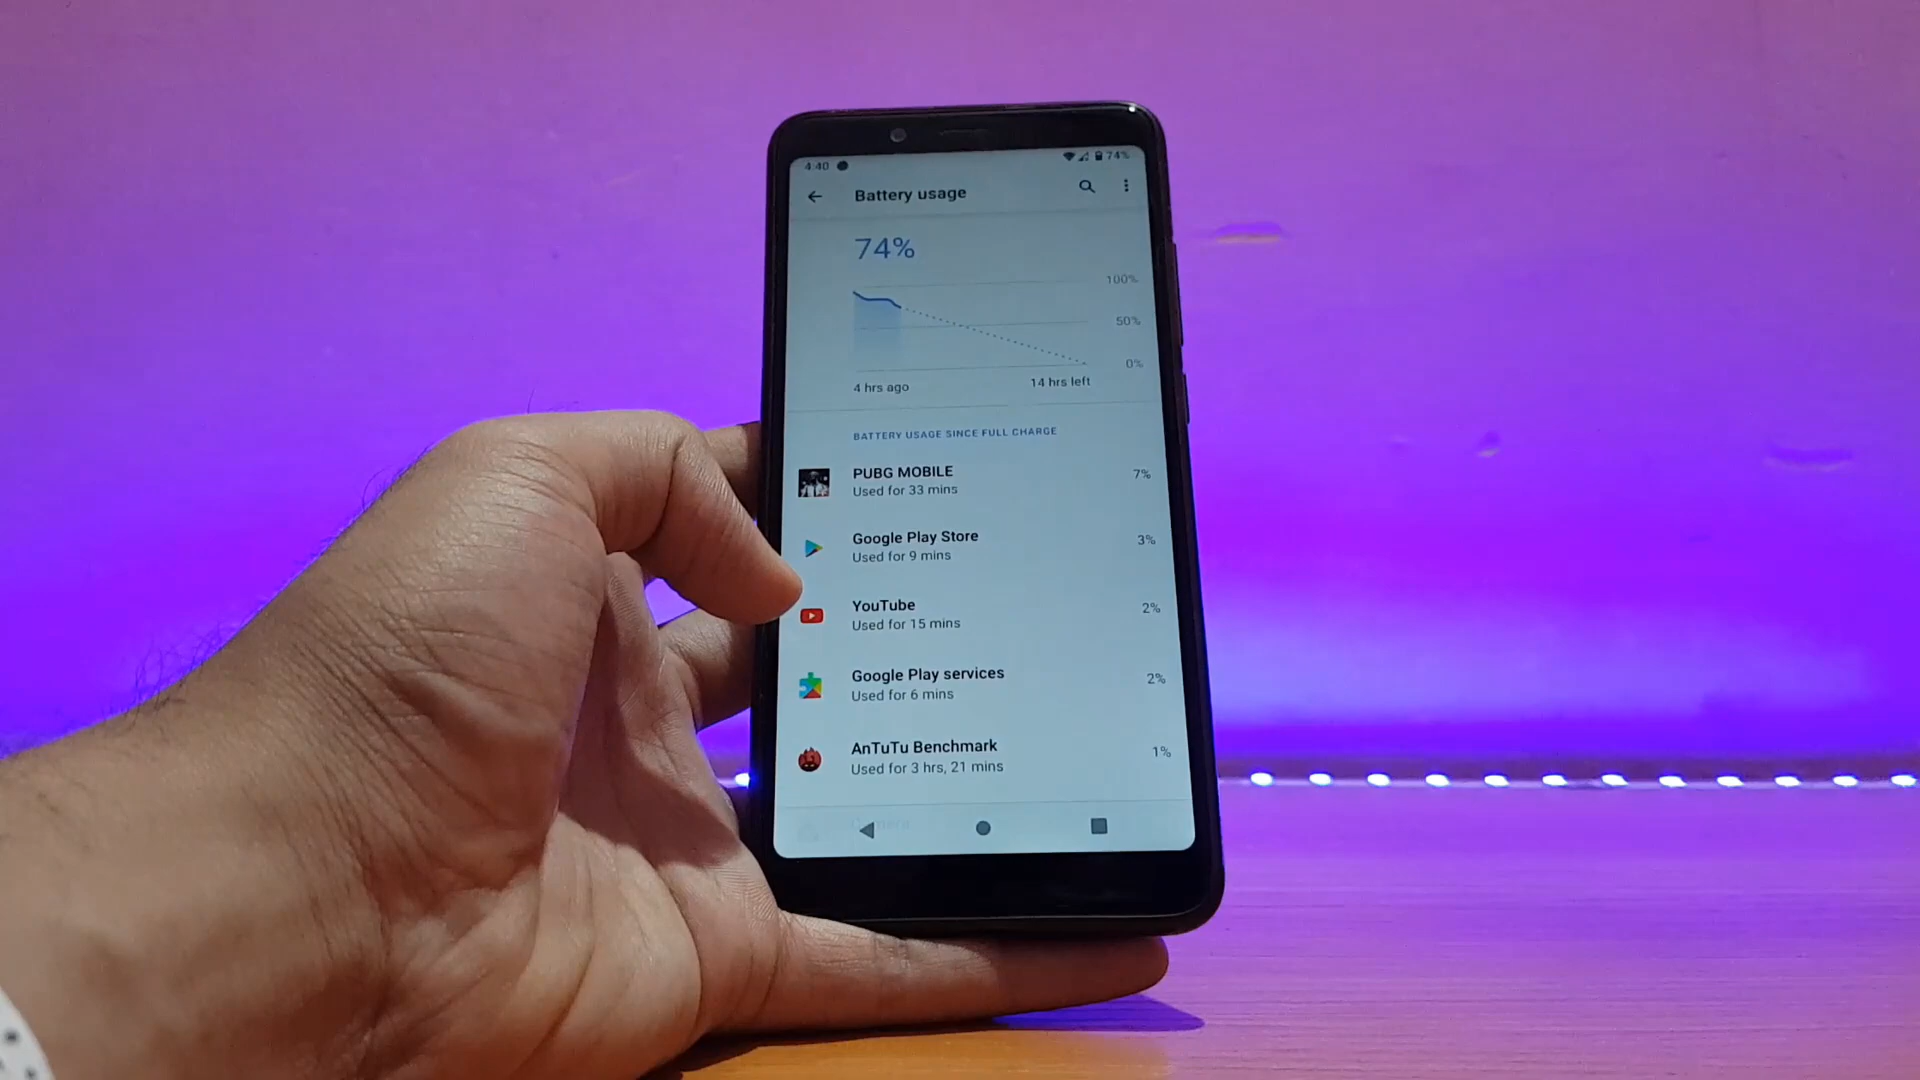 4:40 74%
Battery usage
74%
100%
50%
0%
4 hrs ago 14 hrs left
BATTERY USAGE SINCE FULL CHARGE
PUBG MOBILE 7%
Used for 33 mins
Google Play Store 3%
Used for 9 mins
YouTube 2%
Used for 15 mins
Google Play services 2%
Used for 6 mins
AnTuTu Benchmark 1%
Used for 3 hrs, 21 mins